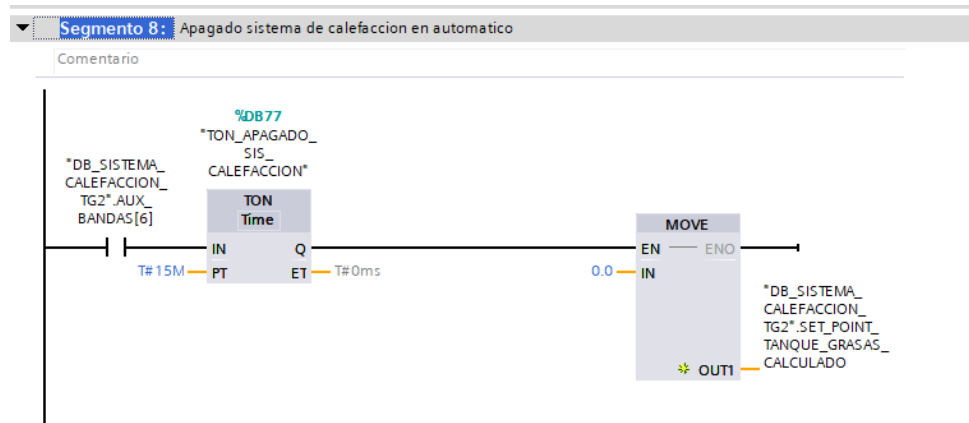 Segmento 8: Apagado sistema de calefaccion en automatico
Comentario
%DB77
"TON_APAGADO_
SIS_
CALEFACCION"
"DB_SISTEMA_
CALEFACCION_
TG2".AUX_
BANDAS[6]
TON
Time
IN Q
T#15M PT ET T#0ms
MOVE
EN ENO
0.0 IN
OUT1
"DB_SISTEMA_
CALEFACCION_
TG2".SET_POINT_
TANQUE_GRASAS_
CALCULADO